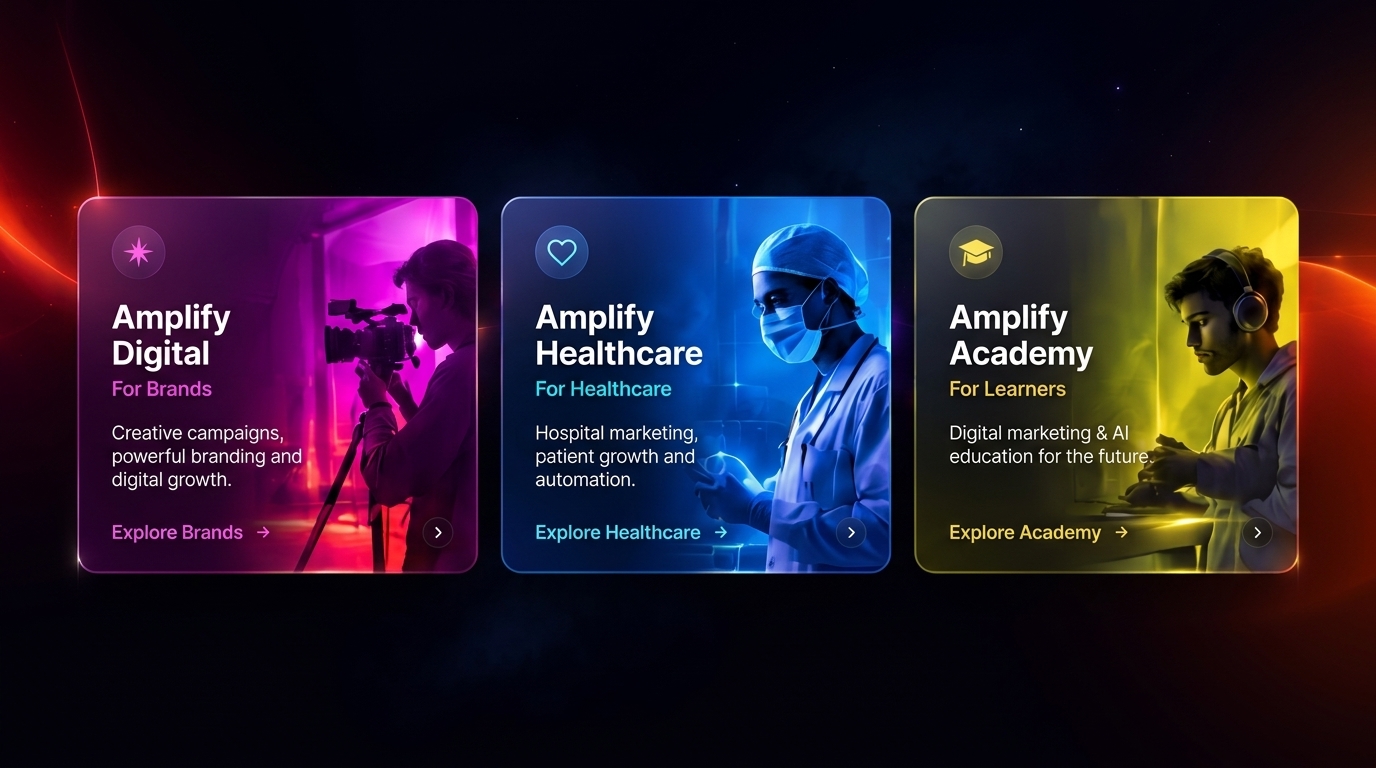 Amplify
Digital
For Brands
Creative campaigns,
powerful branding and
digital growth.
Explore Brands →
Amplify
Healthcare
For Healthcare
Hospital marketing,
patient growth and
automation.
Explore Healthcare →
Amplify
Academy
For Learners
Digital marketing & AI
education for the future.
Explore Academy →